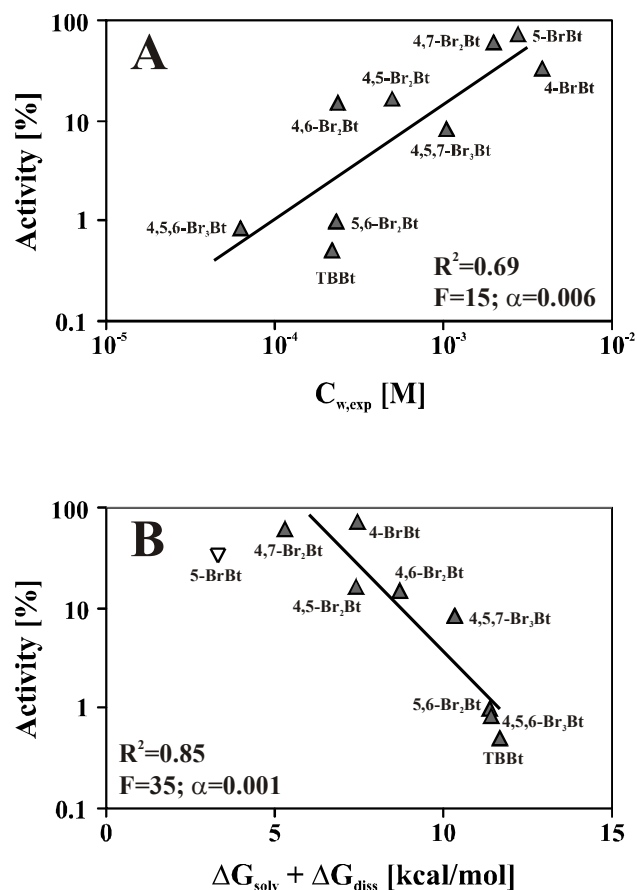 A
Activity [%]
100
10
1
0.1
4,7-Br₂Bt
5-BrBt
4,5-Br₂Bt
4-BrBt
4,6-Br₂Bt
4,5,7-Br₃Bt
4,5,6-Br₃Bt
5,6-Br₂Bt
TBBt
R²=0.69
F=15; α=0.006
10⁻⁵
10⁻⁴
10⁻³
10⁻²
C w,exp [M]
B
Activity [%]
100
10
1
0.1
4,7-Br₂Bt
4-BrBt
5-BrBt
4,6-Br₂Bt
4,5-Br₂Bt
4,5,7-Br₃Bt
5,6-Br₂Bt
4,5,6-Br₃Bt
TBBt
R²=0.85
F=35; α=0.001
0
5
10
15
ΔG solv + ΔG diss [kcal/mol]